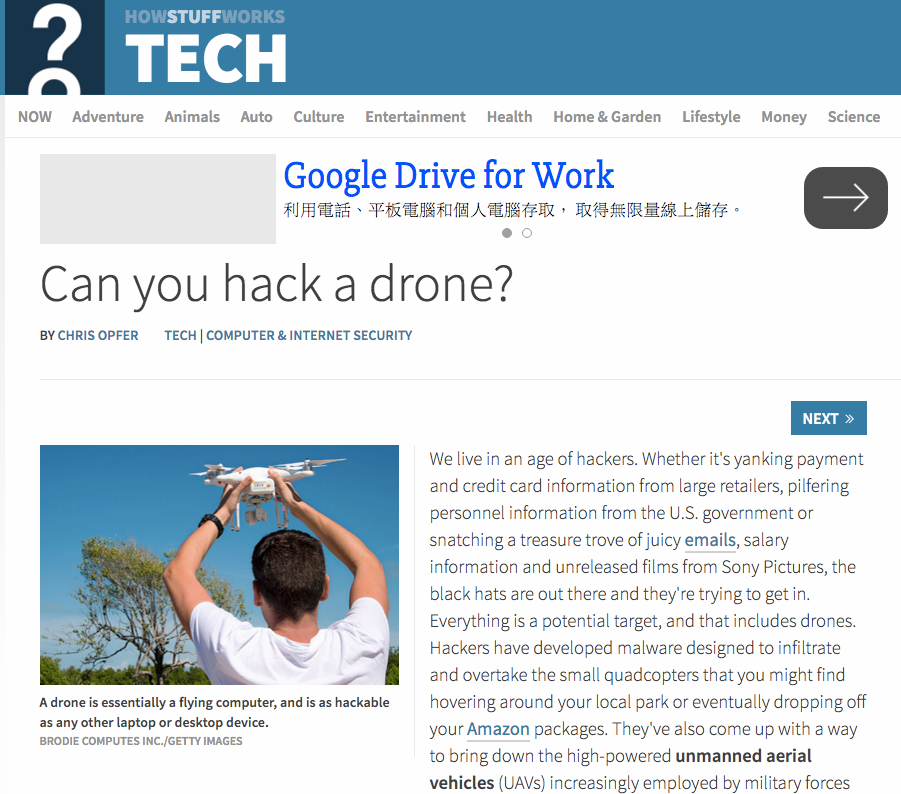 HOWSTUFFWORKS
TECH
NOW Adventure Animals Auto Culture Entertainment Health Home & Garden Lifestyle Money Science
Google Drive for Work
利用電話、平板電腦和個人電腦存取， 取得無限量線上儲存。
Can you hack a drone?
BY CHRIS OPFER TECH | COMPUTER & INTERNET SECURITY
NEXT »
A drone is essentially a flying computer, and is as hackable
as any other laptop or desktop device.
BRODIE COMPUTES INC./GETTY IMAGES
We live in an age of hackers. Whether it's yanking payment
and credit card information from large retailers, pilfering
personnel information from the U.S. government or
snatching a treasure trove of juicy emails, salary
information and unreleased films from Sony Pictures, the
black hats are out there and they're trying to get in.
Everything is a potential target, and that includes drones.
Hackers have developed malware designed to infiltrate
and overtake the small quadcopters that you might find
hovering around your local park or eventually dropping off
your Amazon packages. They've also come up with a way
to bring down the high-powered unmanned aerial
vehicles (UAVs) increasingly employed by military forces